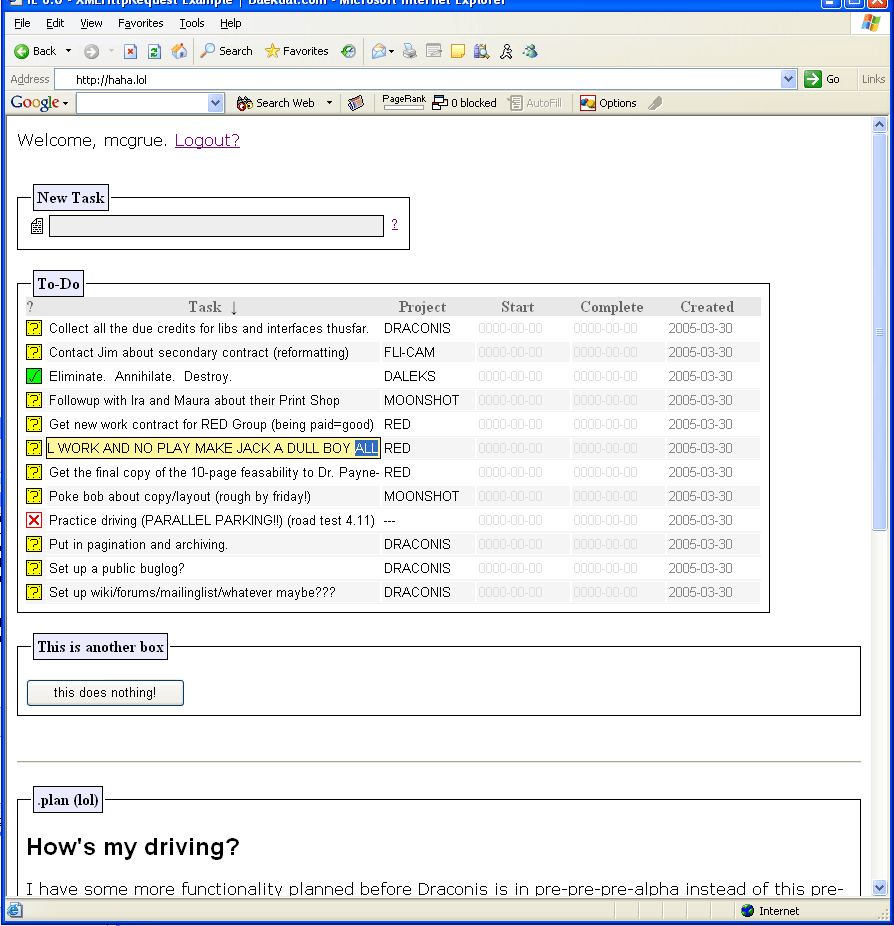 IE 6.0 - XMLHttpRequest Example | DaeKdal.com - Microsoft Internet Explorer
File Edit View Favorites Tools Help
Back Search Favorites
Address http://haha.lol Go Links
Google Search Web PageRank 0 blocked AutoFill Options
Welcome, mcgrue. Logout?
New Task
?
To-Do
? Task ↓ Project Start Complete Created
? Collect all the due credits for libs and interfaces thusfar. DRACONIS 0000-00-00 0000-00-00 2005-03-30
? Contact Jim about secondary contract (reformatting) FLI-CAM 0000-00-00 0000-00-00 2005-03-30
Eliminate. Annihilate. Destroy. DALEKS 0000-00-00 0000-00-00 2005-03-30
? Followup with Ira and Maura about their Print Shop MOONSHOT 0000-00-00 0000-00-00 2005-03-30
? Get new work contract for RED Group (being paid=good) RED 0000-00-00 0000-00-00 2005-03-30
? L WORK AND NO PLAY MAKE JACK A DULL BOY ALL RED 0000-00-00 0000-00-00 2005-03-30
? Get the final copy of the 10-page feasability to Dr. Payne- RED 0000-00-00 0000-00-00 2005-03-30
? Poke bob about copy/layout (rough by friday!) MOONSHOT 0000-00-00 0000-00-00 2005-03-30
Practice driving (PARALLEL PARKING!!) (road test 4.11) --- 0000-00-00 0000-00-00 2005-03-30
? Put in pagination and archiving. DRACONIS 0000-00-00 0000-00-00 2005-03-30
? Set up a public buglog? DRACONIS 0000-00-00 0000-00-00 2005-03-30
? Set up wiki/forums/mailinglist/whatever maybe??? DRACONIS 0000-00-00 0000-00-00 2005-03-30
This is another box
this does nothing!
.plan (lol)
How's my driving?
I have some more functionality planned before Draconis is in pre-pre-pre-alpha instead of this pre-
Internet